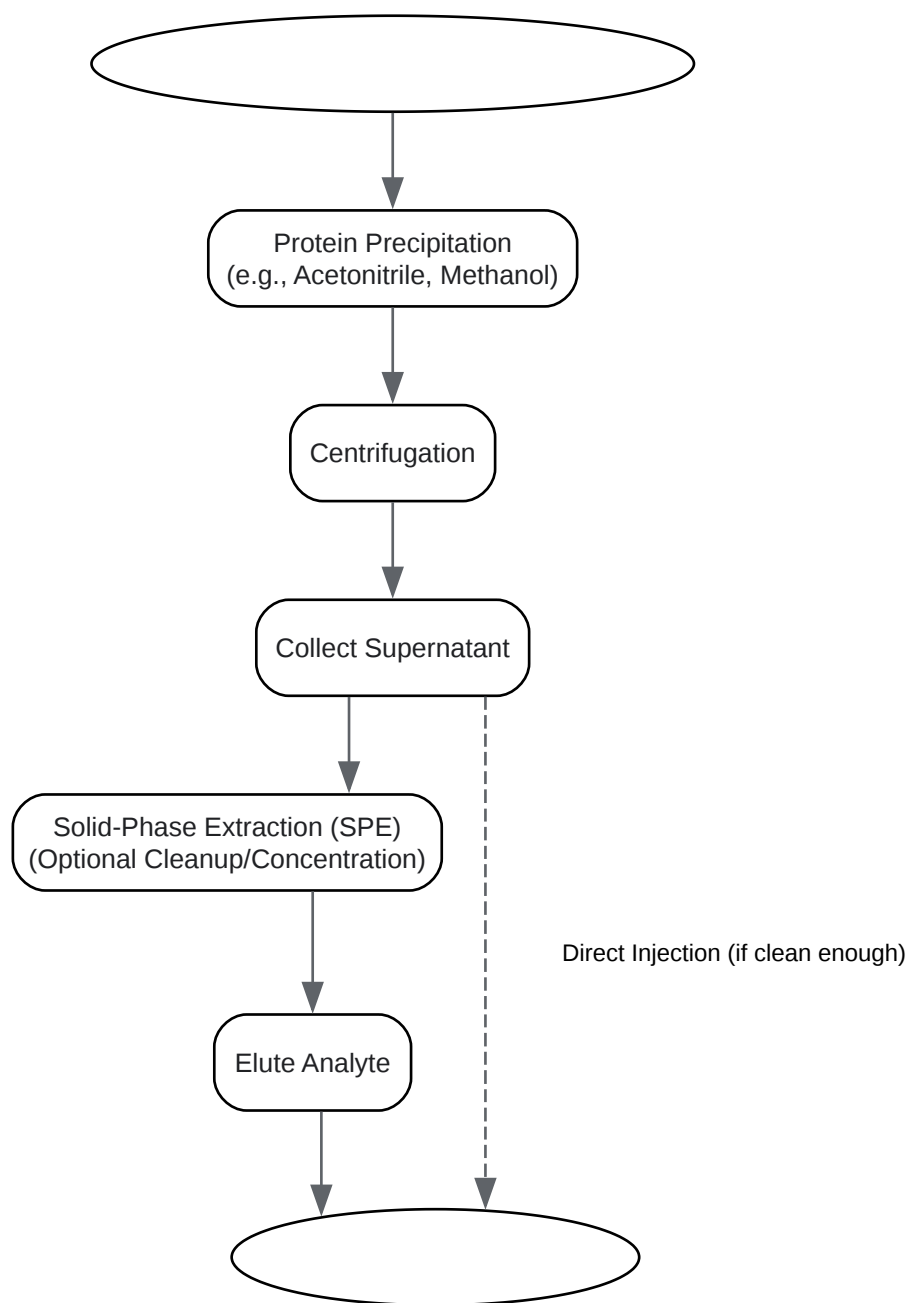 Protein Precipitation
(e.g., Acetonitrile, Methanol)
Centrifugation
Collect Supernatant
Solid-Phase Extraction (SPE)
(Optional Cleanup/Concentration)
Direct Injection (if clean enough)
Elute Analyte